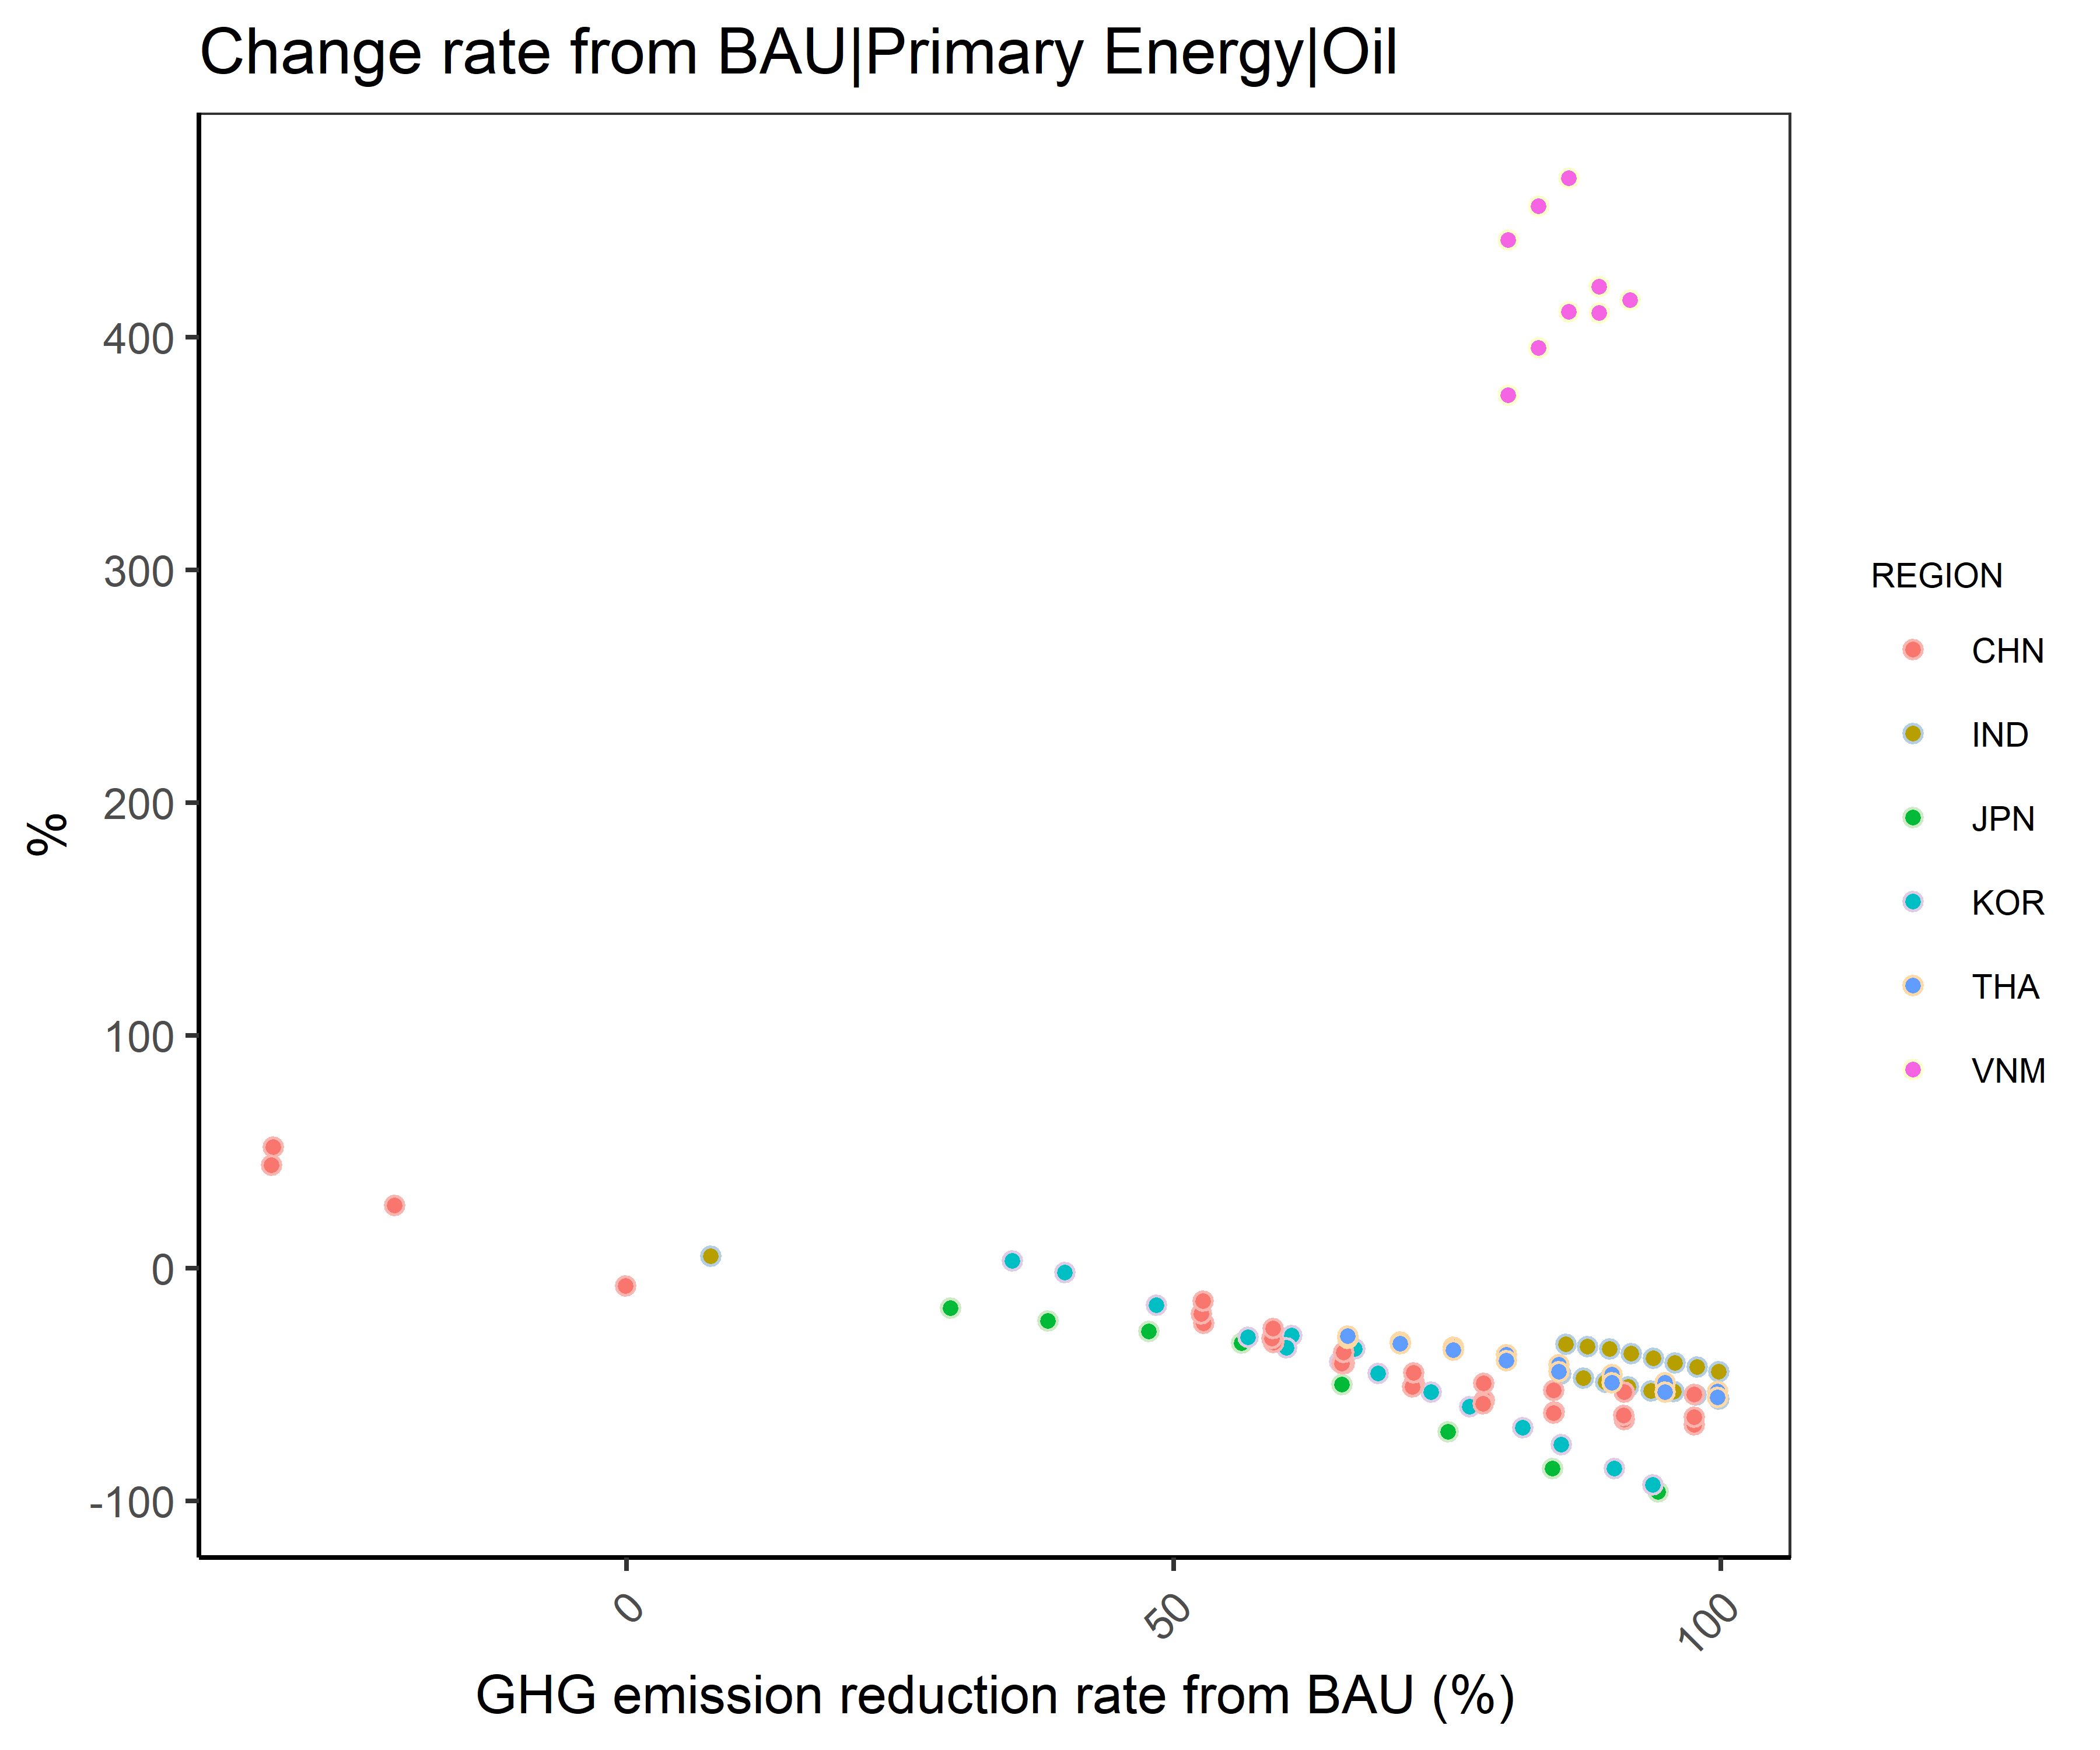 Change rate from BAU|Primary Energy|Oil
400
300
200
100
0
-100
%
0
50
100
GHG emission reduction rate from BAU (%)
REGION
CHN
IND
JPN
KOR
THA
VNM